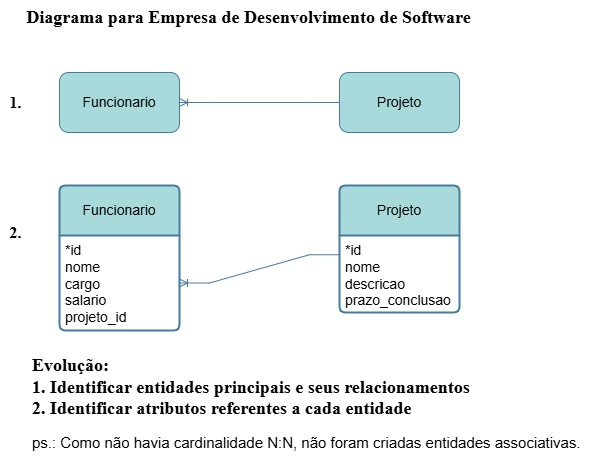 Diagrama para Empresa de Desenvolvimento de Software
1.
Funcionario
Projeto
2.
Funcionario
*id
nome
cargo
salario
projeto_id
Projeto
*id
nome
descricao
prazo_conclusao
Evolução:
1. Identificar entidades principais e seus relacionamentos
2. Identificar atributos referentes a cada entidade
ps.: Como não havia cardinalidade N:N, não foram criadas entidades associativas.